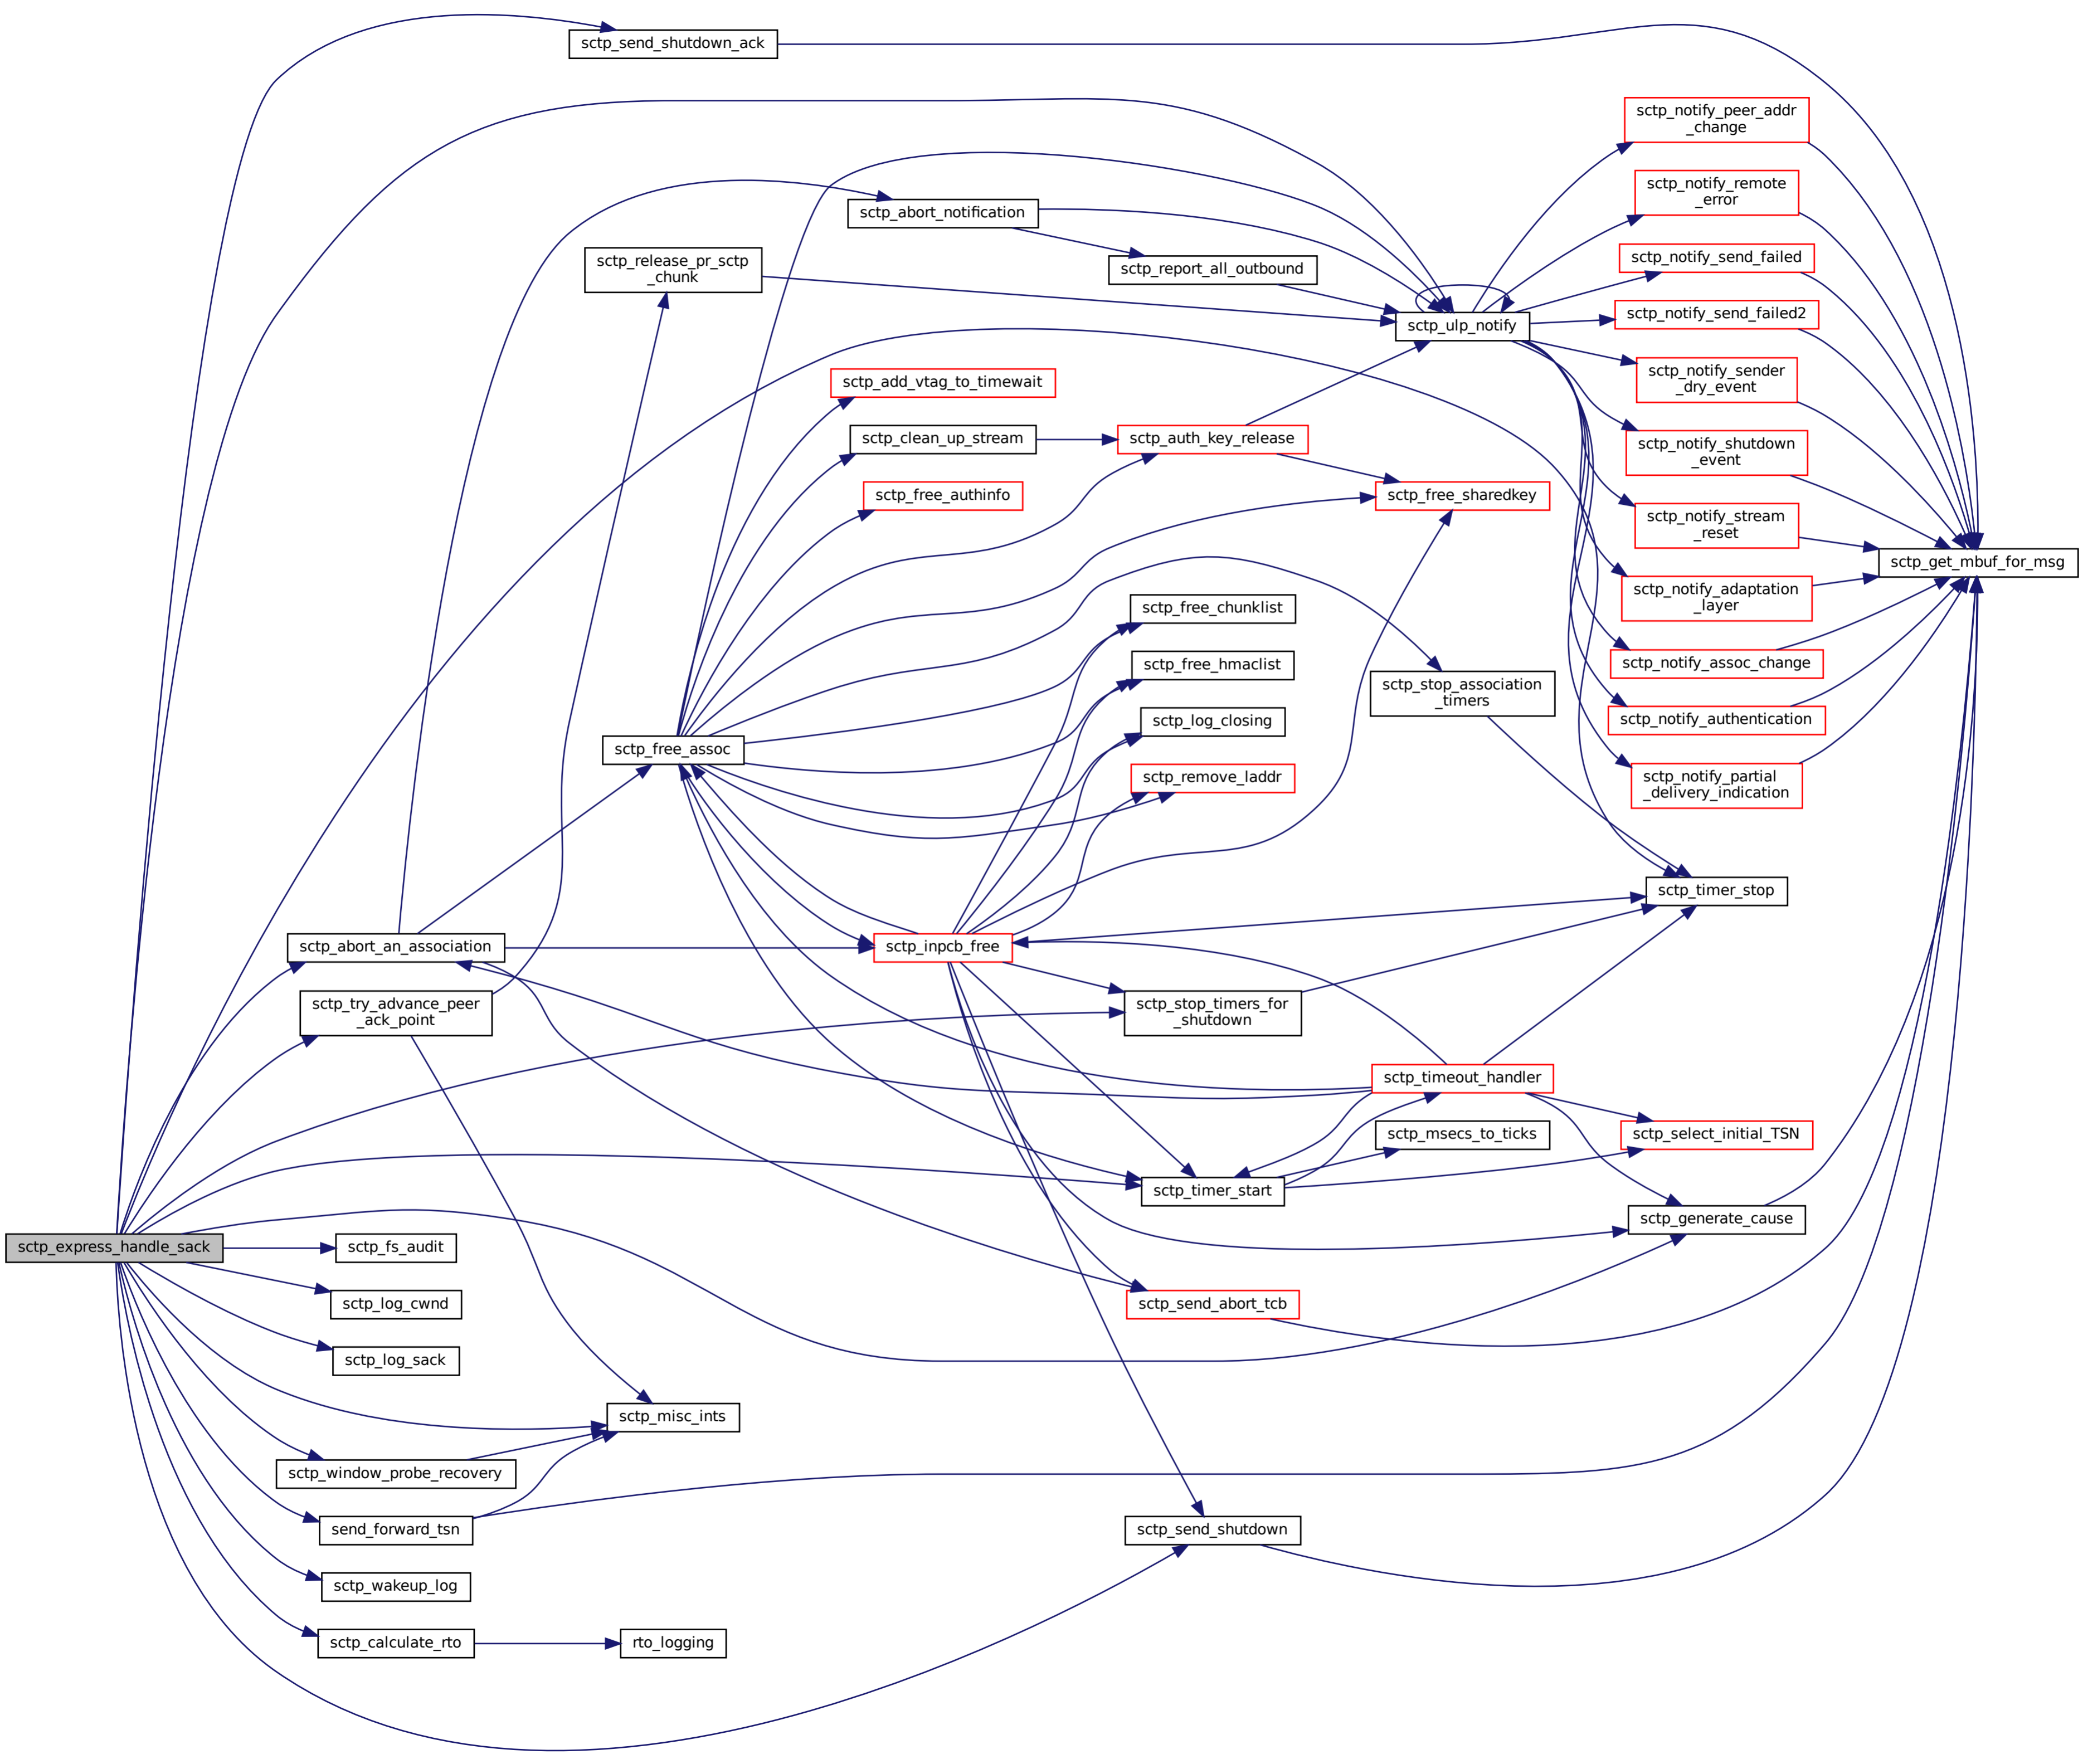 sctp_send_shutdown_ack
sctp_notify_peer_addr
_change
sctp_notify_remote
_error
sctp_abort_notification
sctp_release_pr_sctp
_chunk
sctp_report_all_outbound
sctp_notify_send_failed
sctp_ulp_notify
sctp_notify_send_failed2
sctp_add_vtag_to_timewait
sctp_notify_sender
_dry_event
sctp_clean_up_stream
sctp_auth_key_release
sctp_notify_shutdown
_event
sctp_free_authinfo
sctp_free_sharedkey
sctp_notify_stream
_reset
sctp_get_mbuf_for_msg
sctp_notify_adaptation
_layer
sctp_free_chunklist
sctp_free_hmaclist
sctp_notify_assoc_change
sctp_stop_association
_timers
sctp_log_closing
sctp_notify_authentication
sctp_free_assoc
sctp_remove_laddr
sctp_notify_partial
_delivery_indication
sctp_timer_stop
sctp_abort_an_association
sctp_inpcb_free
sctp_try_advance_peer
_ack_point
sctp_stop_timers_for
_shutdown
sctp_timeout_handler
sctp_msecs_to_ticks
sctp_select_initial_TSN
sctp_timer_start
sctp_generate_cause
sctp_express_handle_sack
sctp_fs_audit
sctp_log_cwnd
sctp_send_abort_tcb
sctp_log_sack
sctp_misc_ints
sctp_window_probe_recovery
send_forward_tsn
sctp_send_shutdown
sctp_wakeup_log
sctp_calculate_rto
rto_logging